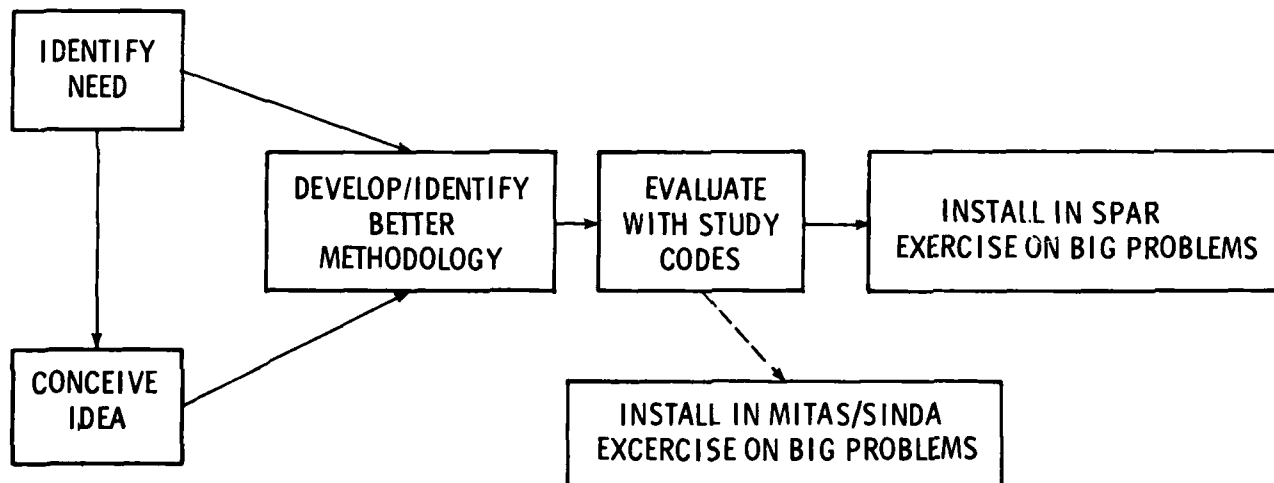 IDENTIFY
NEED
DEVELOP/IDENTIFY
BETTER
METHODOLOGY
EVALUATE
WITH STUDY
CODES
INSTALL IN SPAR
EXERCISE ON BIG PROBLEMS
CONCEIVE
IDEA
INSTALL IN MITAS/SINDA
EXCERCISE ON BIG PROBLEMS